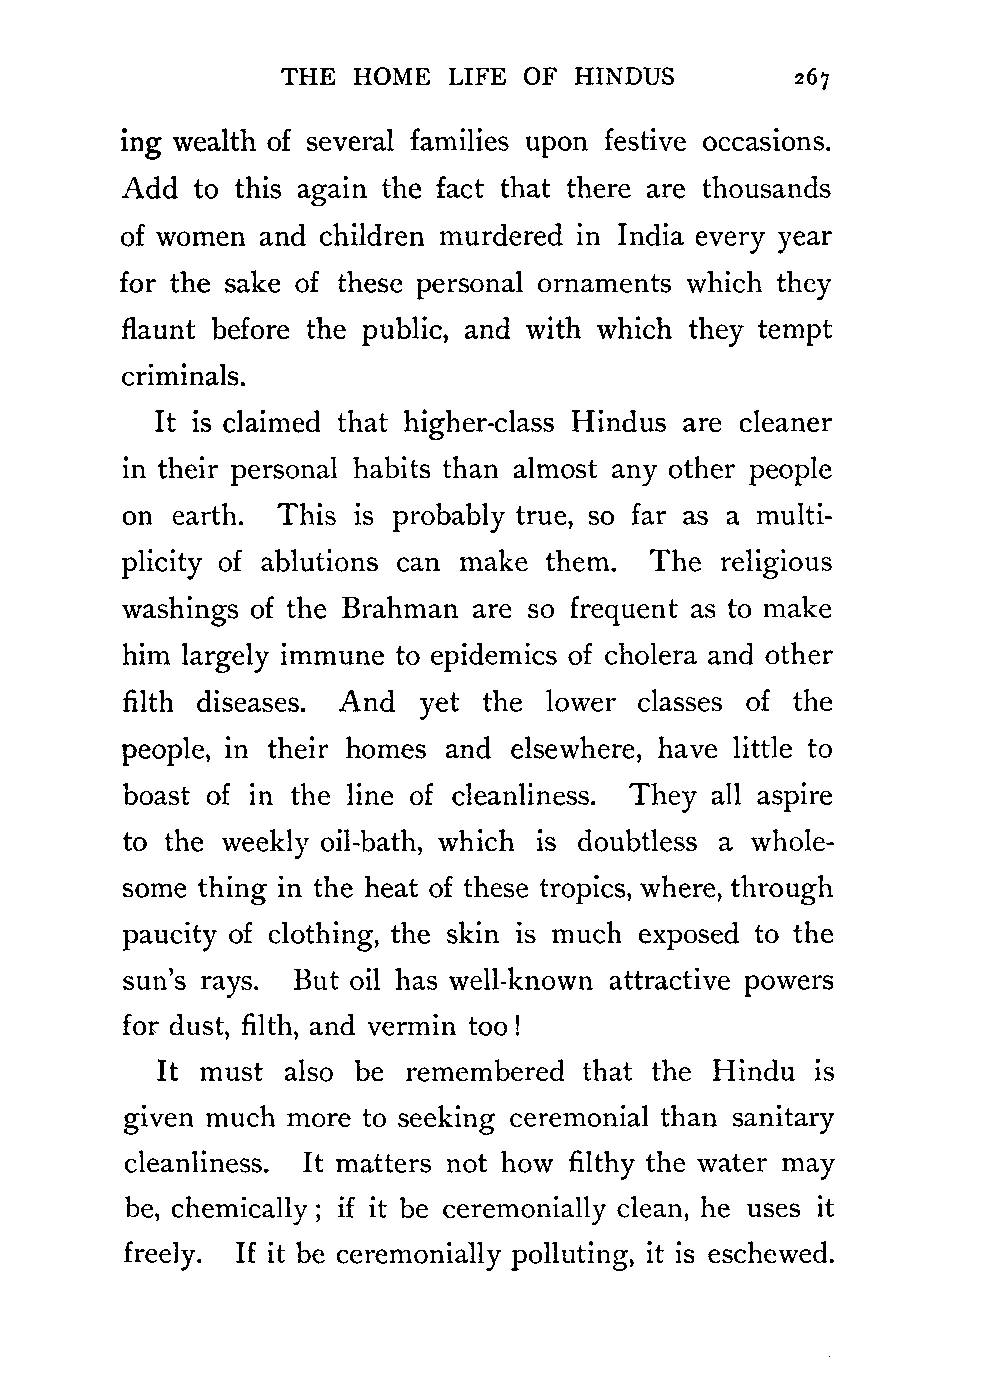 THE HOME LIFE OF HINDUS 267
ing wealth of several families upon festive occasions.
Add to this again the fact that there are thousands
of women and children murdered in India every year
for the sake of these personal ornaments which they
flaunt before the public, and with which they tempt
criminals.
It is claimed that higher-class Hindus are cleaner
in their personal habits than almost any other people
on earth. This is probably true, so far as a multi-
plicity of ablutions can make them. The religious
washings of the Brahman are so frequent as to make
him largely immune to epidemics of cholera and other
filth diseases. And yet the lower classes of the
people, in their homes and elsewhere, have little to
boast of in the line of cleanliness. They all aspire
to the weekly oil-bath, which is doubtless a whole-
some thing in the heat of these tropics, where, through
paucity of clothing, the skin is much exposed to the
sun's rays. But oil has well-known attractive powers
for dust, filth, and vermin too!
It must also be remembered that the Hindu is
given much more to seeking ceremonial than sanitary
cleanliness. It matters not how filthy the water may
be, chemically; if it be ceremonially clean, he uses it
freely. If it be ceremonially polluting, it is eschewed.